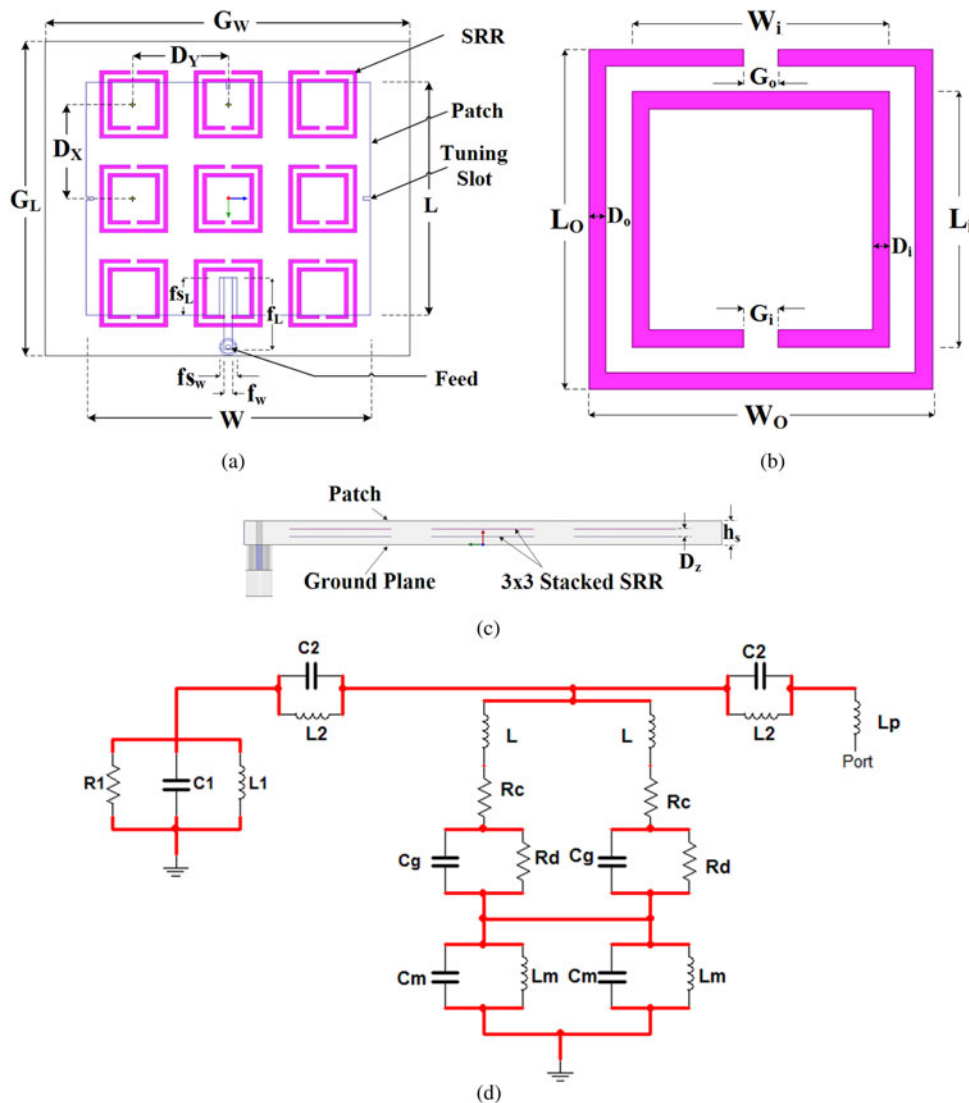 G_W
SRR
D_Y
Patch
D_X
Tuning
Slot
G_L
L
fs_L
f_L
Feed
fs_w
f_w
W
(a)
W_i
G_o
L_O
D_o
D_i
L_i
G_i
W_O
(b)
Patch
h_s
D_z
Ground Plane
3x3 Stacked SRR
(c)
C2
C2
L2
L2
Lp
Port
L
L
R1
C1
L1
Rc
Rc
Cg
Rd
Cg
Rd
Cm
Lm
Cm
Lm
(d)